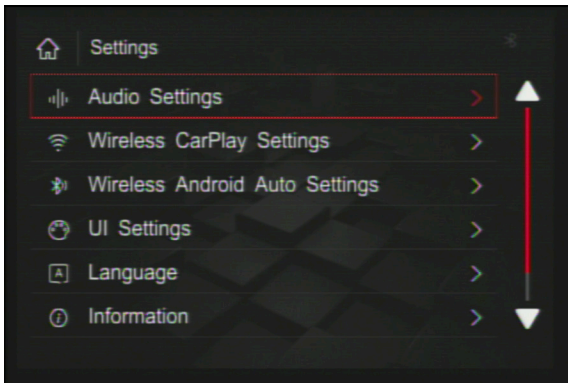 Settings
Audio Settings
Wireless CarPlay Settings
Wireless Android Auto Settings
UI Settings
A Language
Information